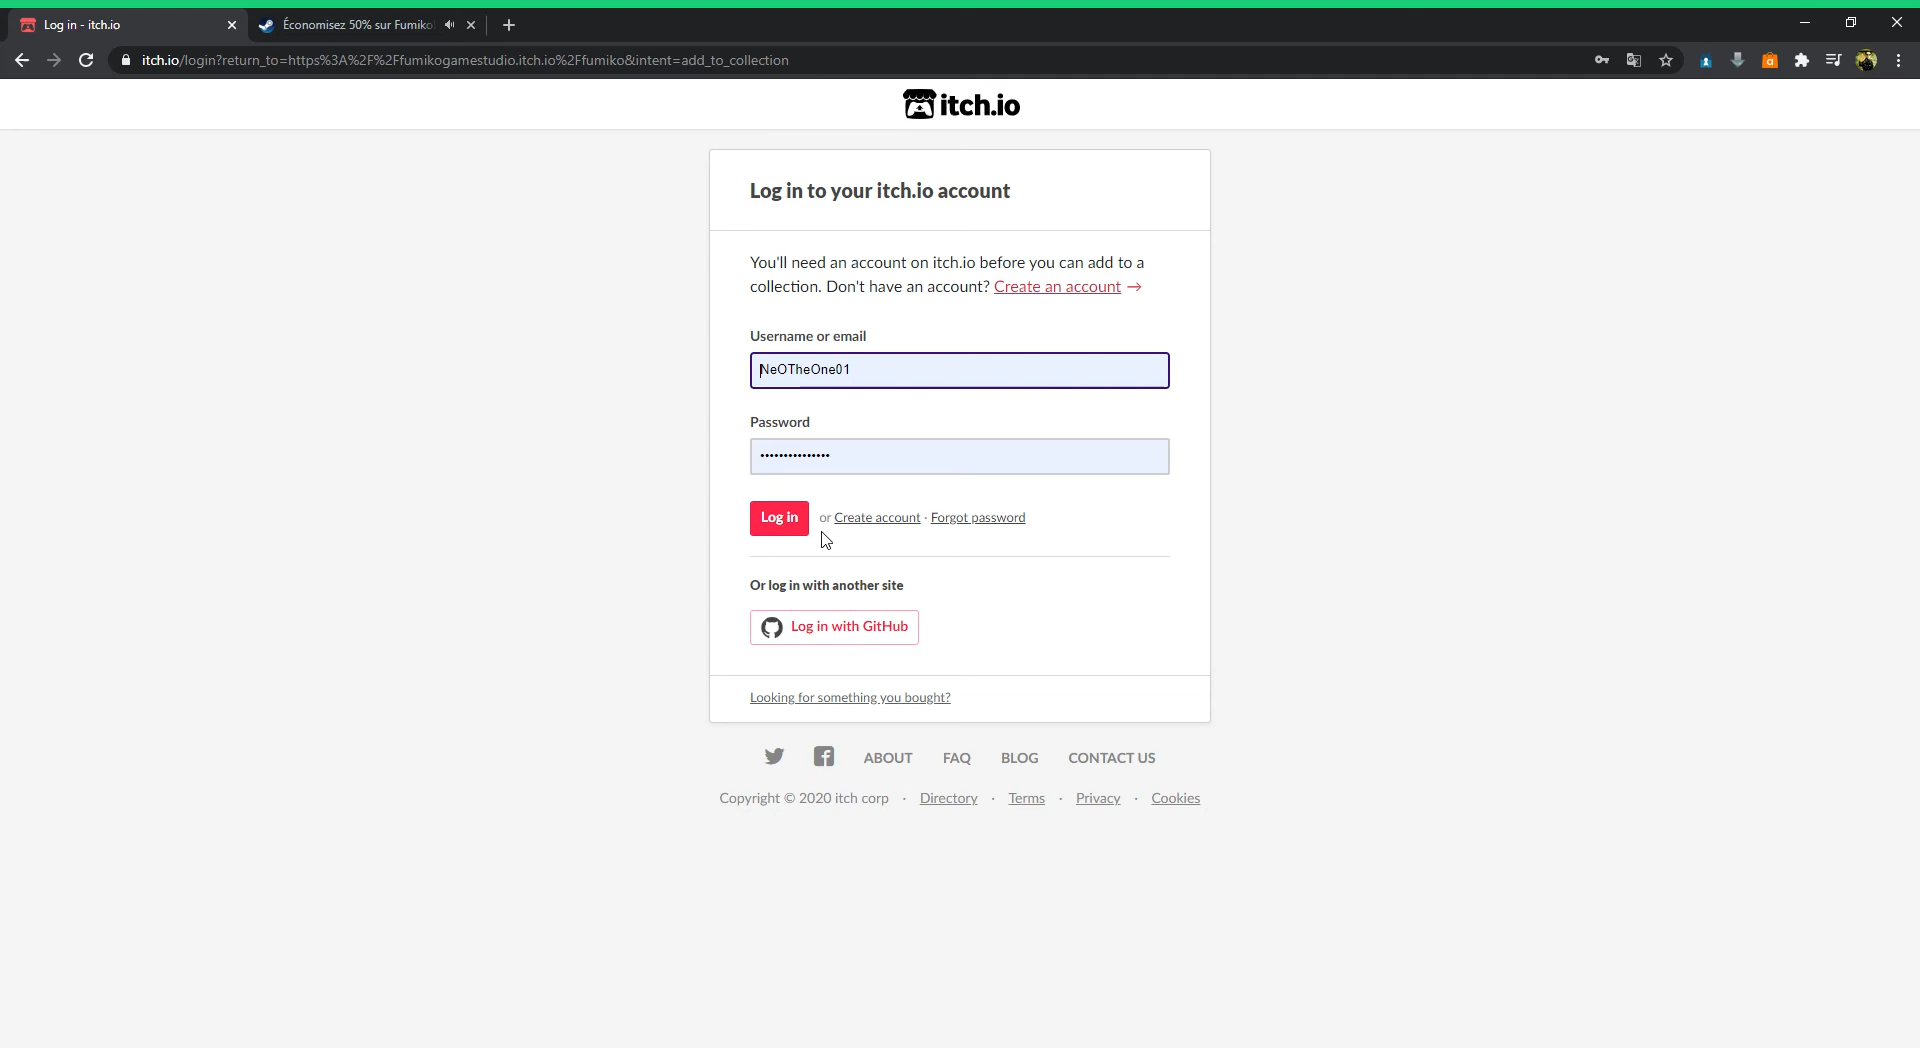 Log in - itch.io
Économisez 50% sur Fumiko!
itch.io/login?return_to=https%3A%2F%2Ffumikogamestudio.itch.io%2Ffumiko&intent=add_to_collection
itch.io
Log in to your itch.io account
You'll need an account on itch.io before you can add to a
collection. Don't have an account? Create an account →
Username or email
NeOTheOne01
Password
•••••••••••••••
Log in or Create account · Forgot password
Or log in with another site
Log in with GitHub
Looking for something you bought?
ABOUT FAQ BLOG CONTACT US
Copyright © 2020 itch corp · Directory · Terms · Privacy · Cookies